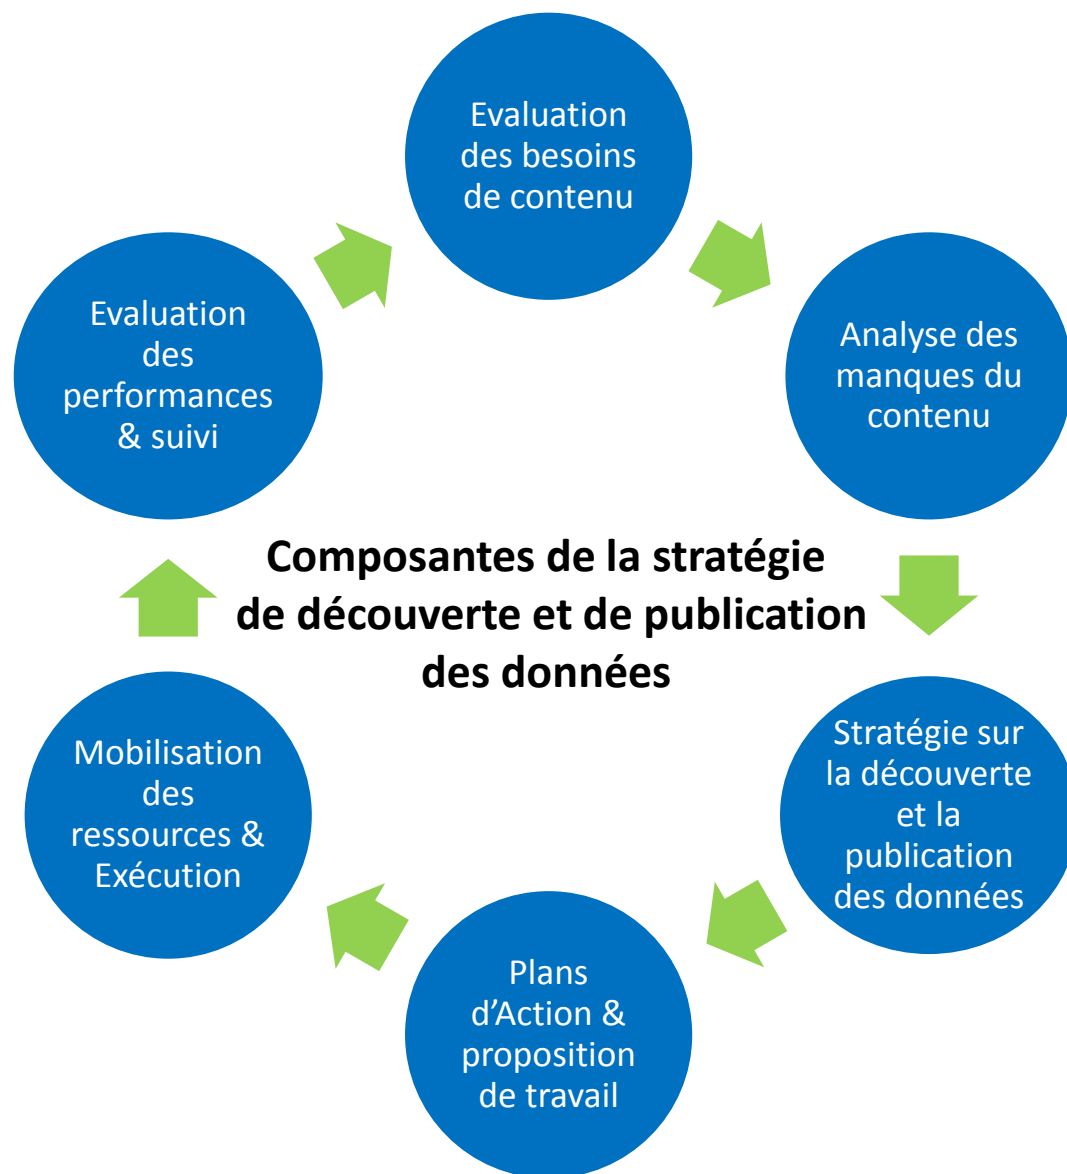 Evaluation
des besoins
de contenu
Analyse des
manques du
contenu
Stratégie sur
la découverte
et la
publication
des données
Plans
d’Action &
proposition
de travail
Mobilisation
des
ressources &
Exécution
Evaluation
des
performances
& suivi
Composantes de la stratégie
de découverte et de publication
des données